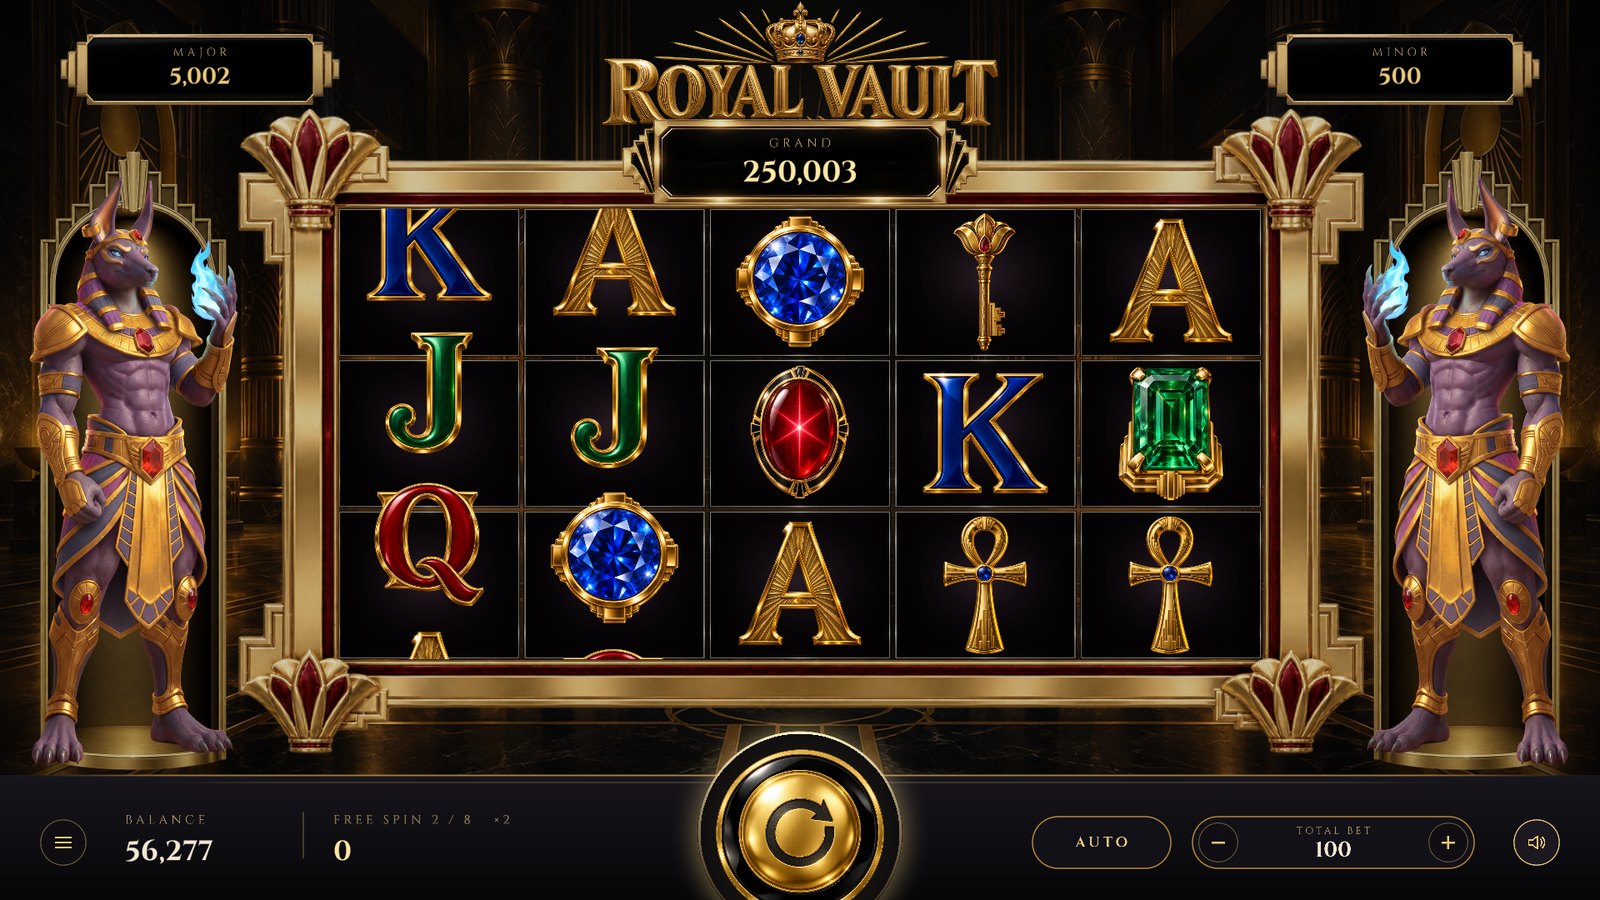 MAJOR
5,002
ROYAL VAULT
MINOR
500
GRAND
250,003
K A A
J J K
Q A
A
BALANCE
56,277
FREE SPIN 2 / 8 ×2
0
AUTO
TOTAL BET
− 100 +